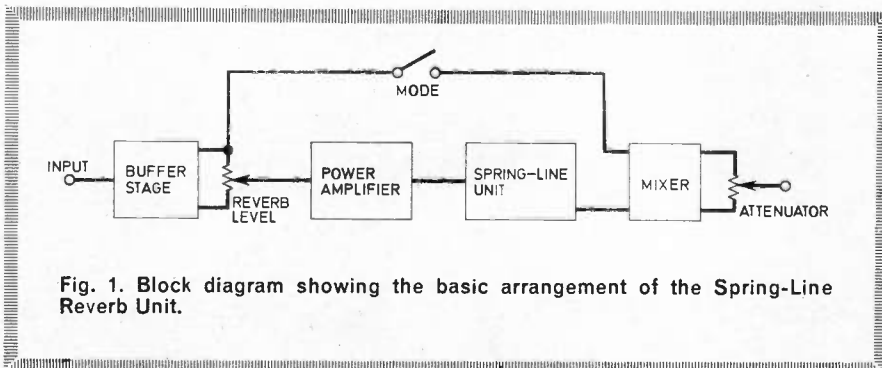 MODE
INPUT
BUFFER
STAGE
REVERB
LEVEL
POWER
AMPLIFIER
SPRING-LINE
UNIT
MIXER
ATTENUATOR
Fig. 1. Block diagram showing the basic arrangement of the Spring-Line
Reverb Unit.